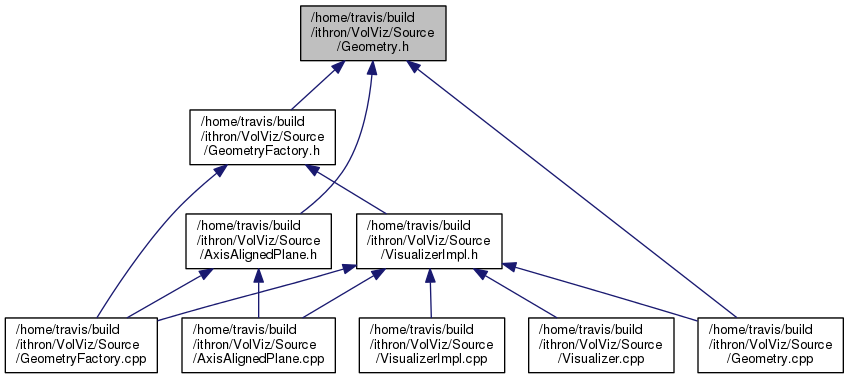 /home/travis/build
/ithron/VolViz/Source
/Geometry.h
/home/travis/build
/ithron/VolViz/Source
/GeometryFactory.h
/home/travis/build
/ithron/VolViz/Source
/AxisAlignedPlane.h
/home/travis/build
/ithron/VolViz/Source
/VisualizerImpl.h
/home/travis/build
/ithron/VolViz/Source
/GeometryFactory.cpp
/home/travis/build
/ithron/VolViz/Source
/AxisAlignedPlane.cpp
/home/travis/build
/ithron/VolViz/Source
/VisualizerImpl.cpp
/home/travis/build
/ithron/VolViz/Source
/Visualizer.cpp
/home/travis/build
/ithron/VolViz/Source
/Geometry.cpp